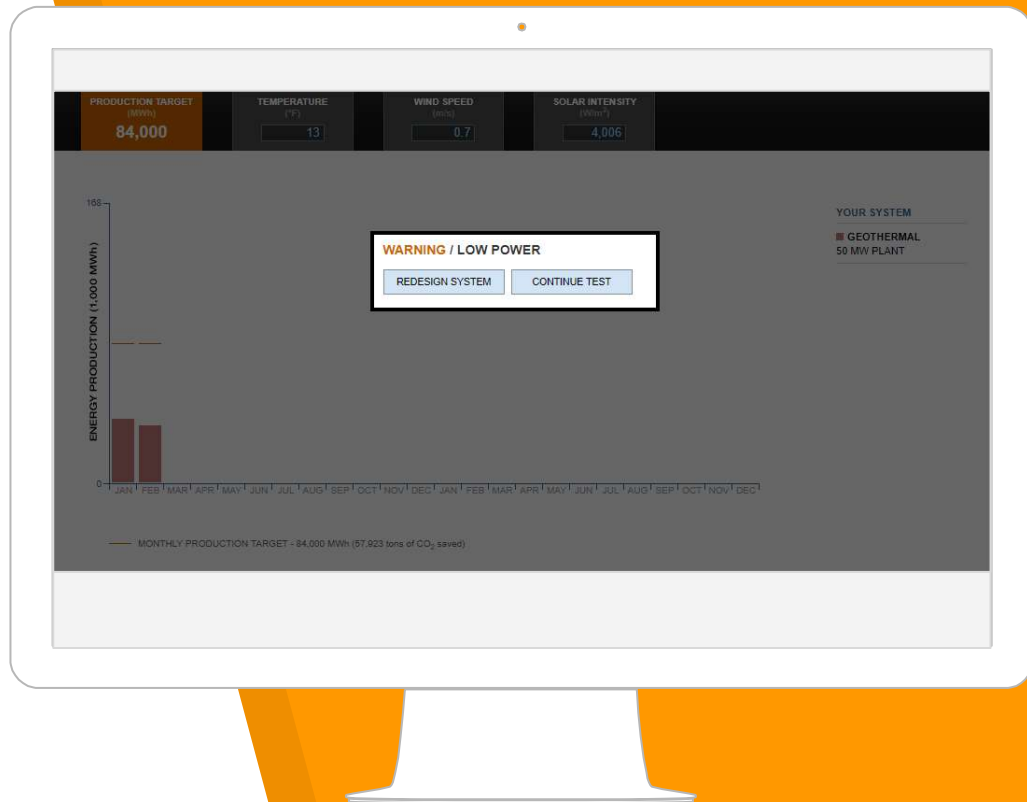 PRODUCTION TARGET
(MWh)
84,000
TEMPERATURE
(°F)
13
WIND SPEED
(m/s)
0.7
SOLAR INTENSITY
(W/m²)
4,006
168
ENERGY PRODUCTION (1,000 MWh)
0
JAN FEB MAR APR MAY JUN JUL AUG SEP OCT NOV DEC JAN FEB MAR APR MAY JUN JUL AUG SEP OCT NOV DEC
MONTHLY PRODUCTION TARGET - 84,000 MWh (57,923 tons of CO₂ saved)
WARNING / LOW POWER
REDESIGN SYSTEM
CONTINUE TEST
YOUR SYSTEM
GEOTHERMAL
50 MW PLANT